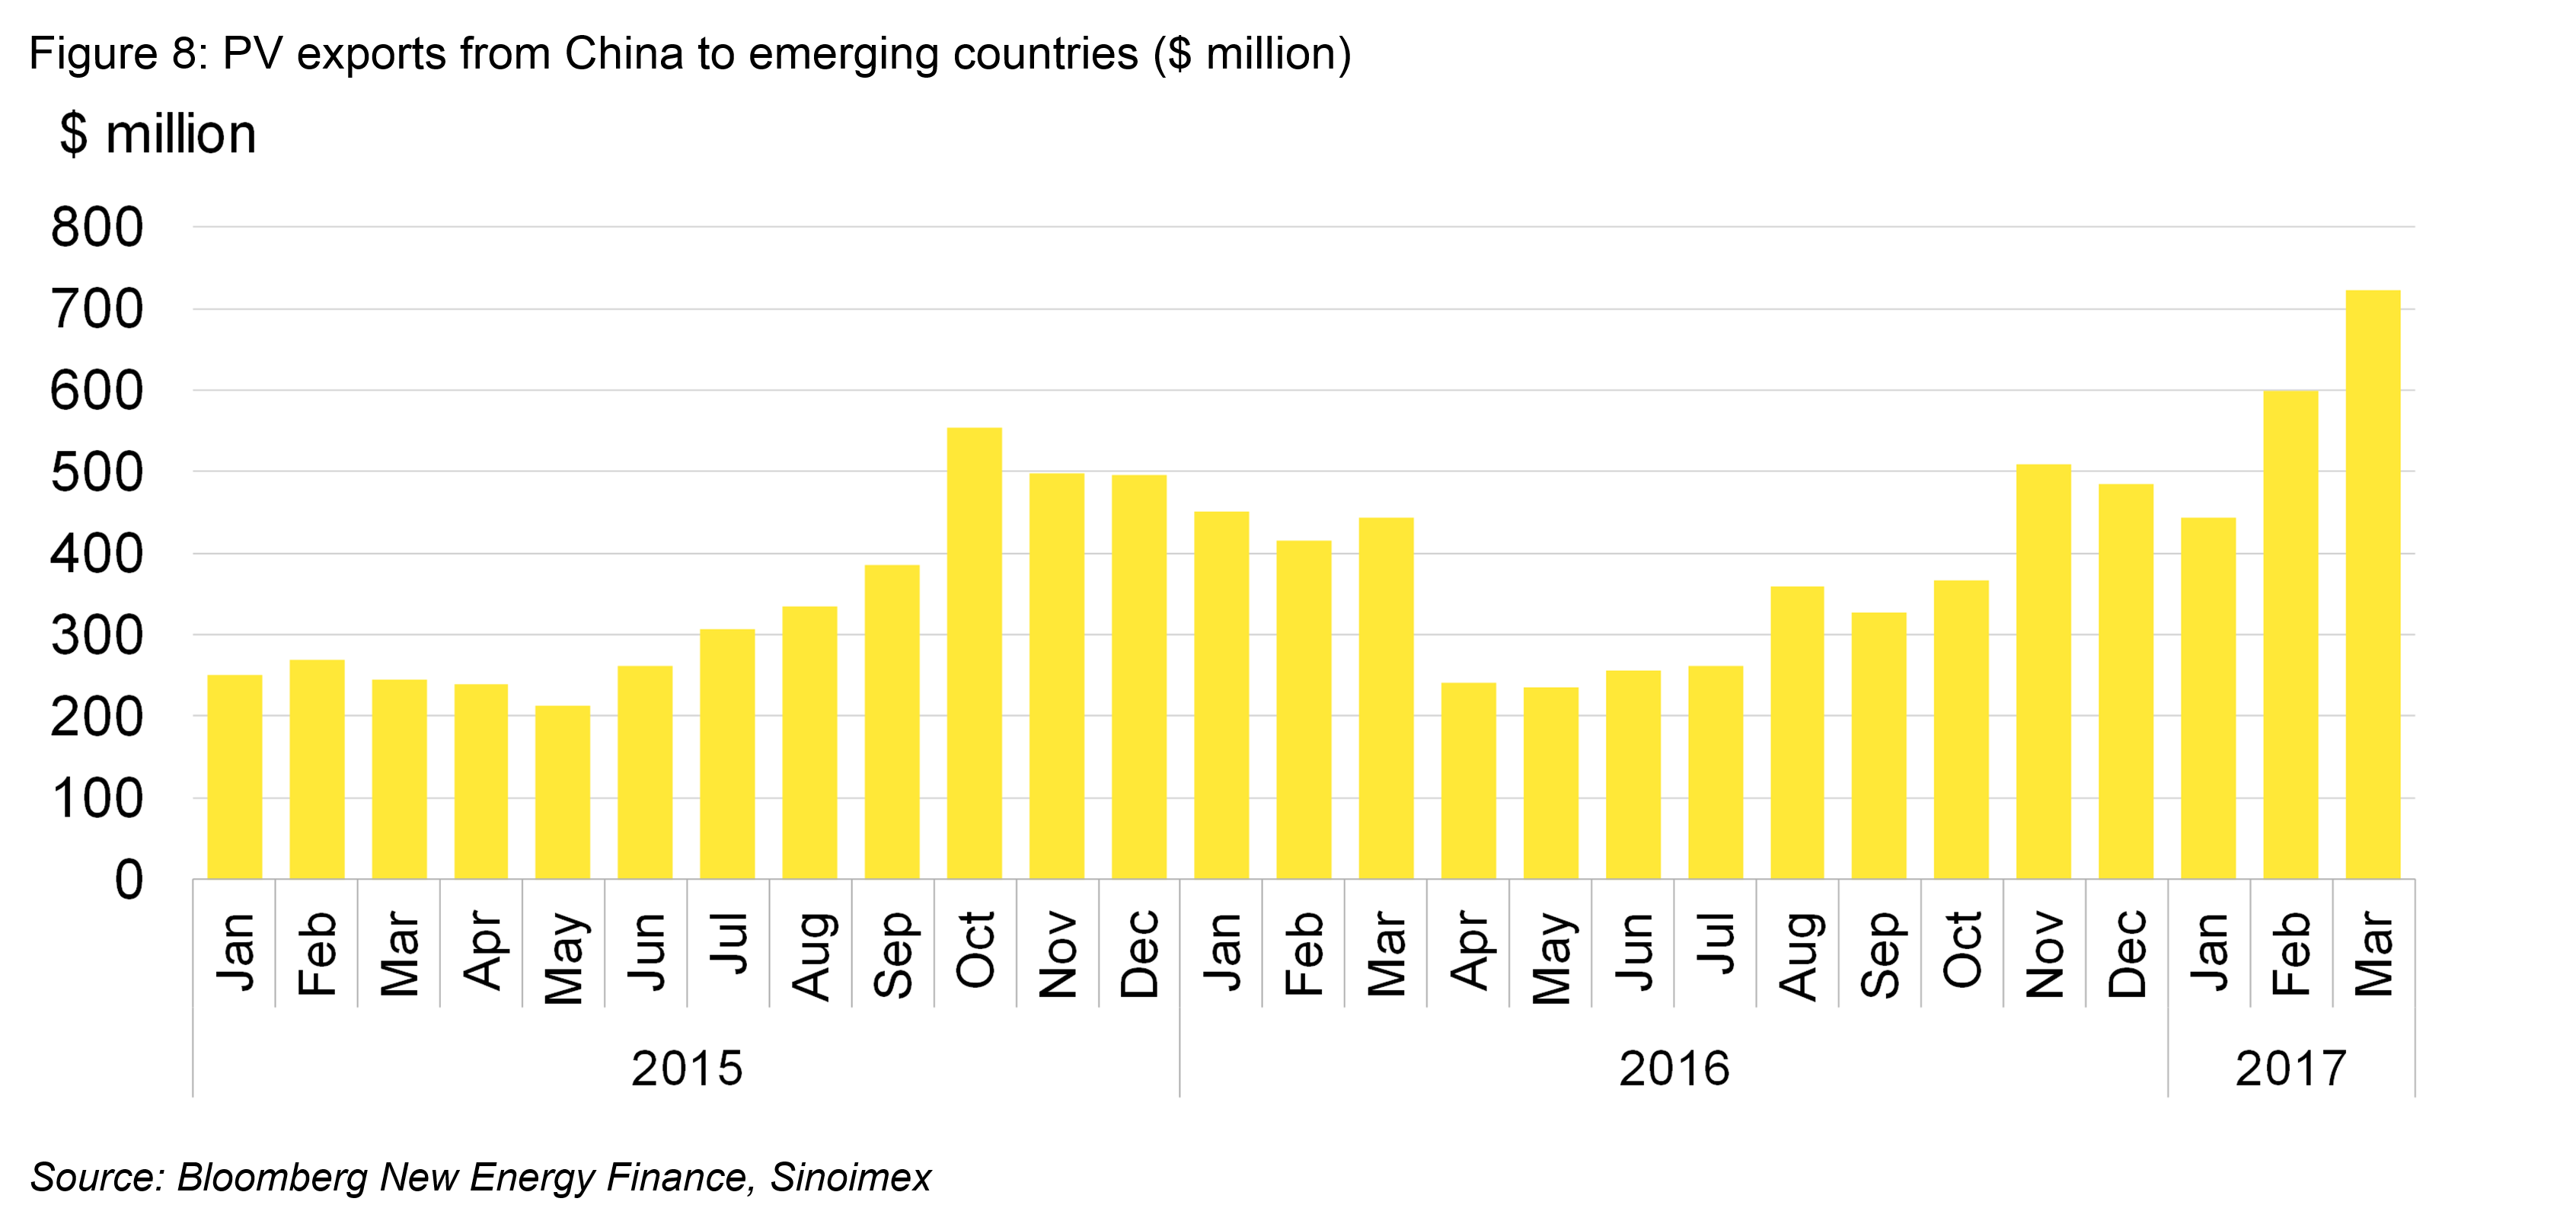 Figure 8: PV exports from China to emerging countries ($ million)
$ million
800
700
600
500
400
300
200
100
0
Jan Feb Mar Apr May Jun Jul Aug Sep Oct Nov Dec Jan Feb Mar Apr May Jun Jul Aug Sep Oct Nov Dec Jan Feb Mar
2015 2016 2017
Source: Bloomberg New Energy Finance, Sinoimex